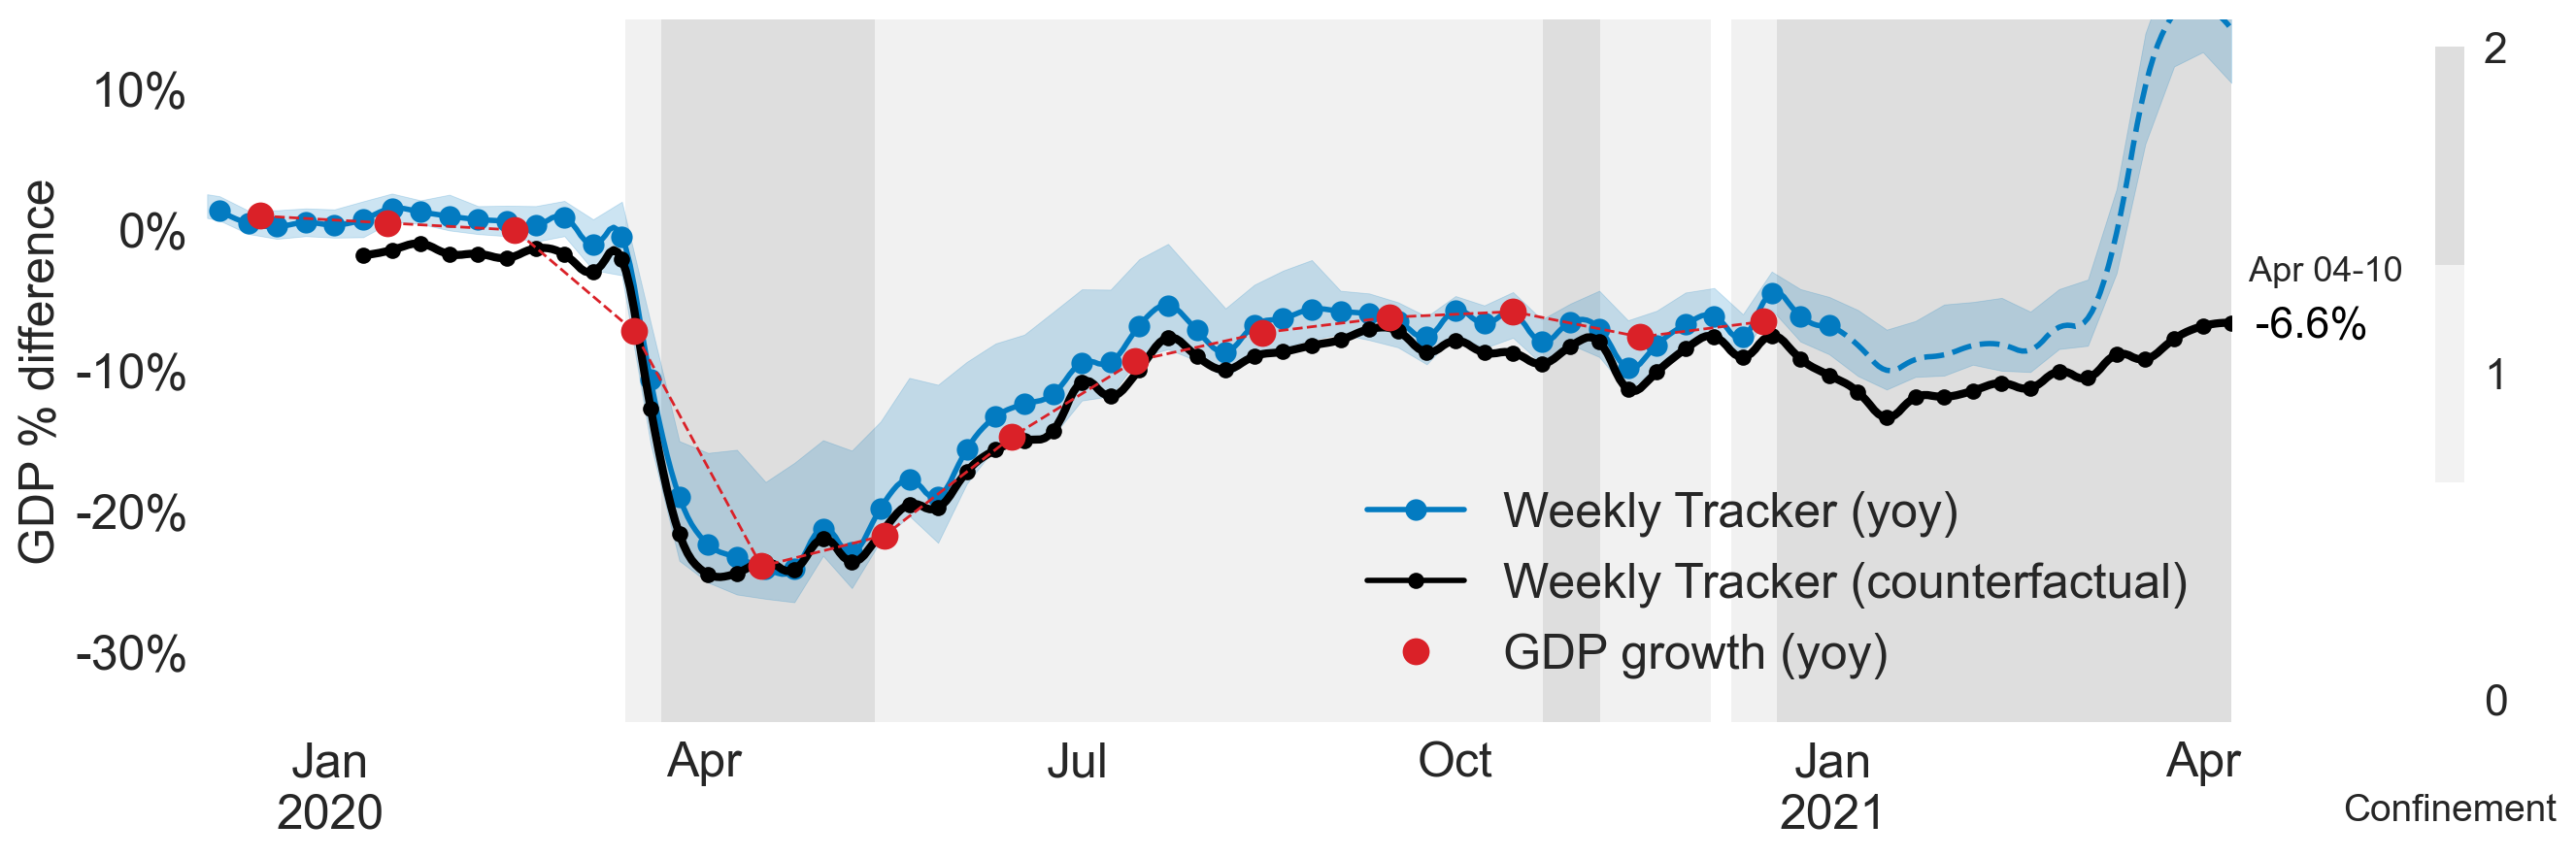 GDP % difference
10%
0%
-10%
-20%
-30%
Weekly Tracker (yoy)
Weekly Tracker (counterfactual)
GDP growth (yoy)
Jan
2020
Apr
Jul
Oct
Jan
2021
Apr
Apr 04-10
-6.6%
2
1
0
Confinement